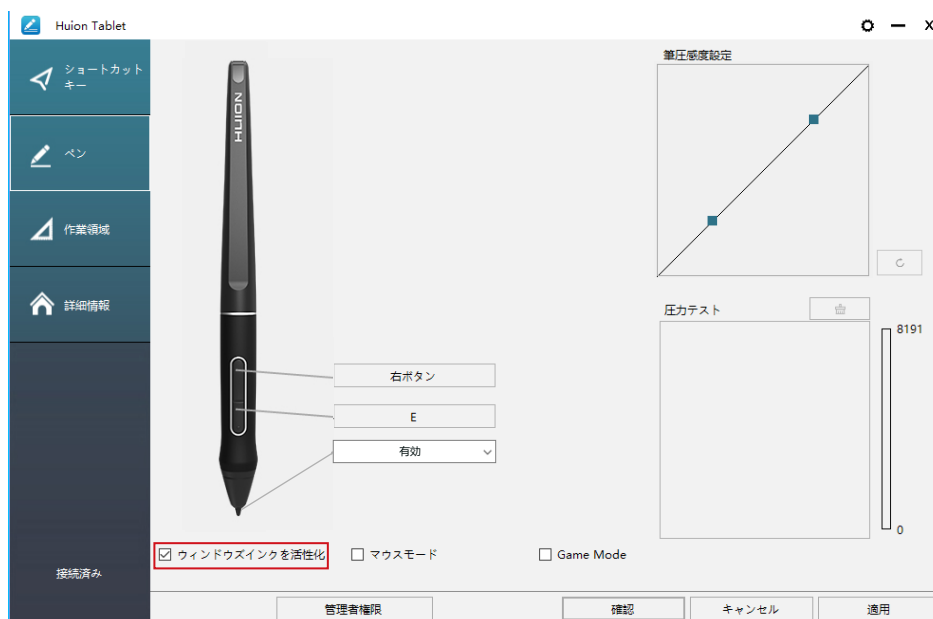 Huion Tablet
ショートカット
キー
ペン
作業領域
詳細情報
接続済み
HUION
右ボタン
E
有効
筆圧感度設定
圧力テスト
8191
0
ウィンドウズインクを活性化
マウスモード
Game Mode
管理者権限
確認
キャンセル
適用